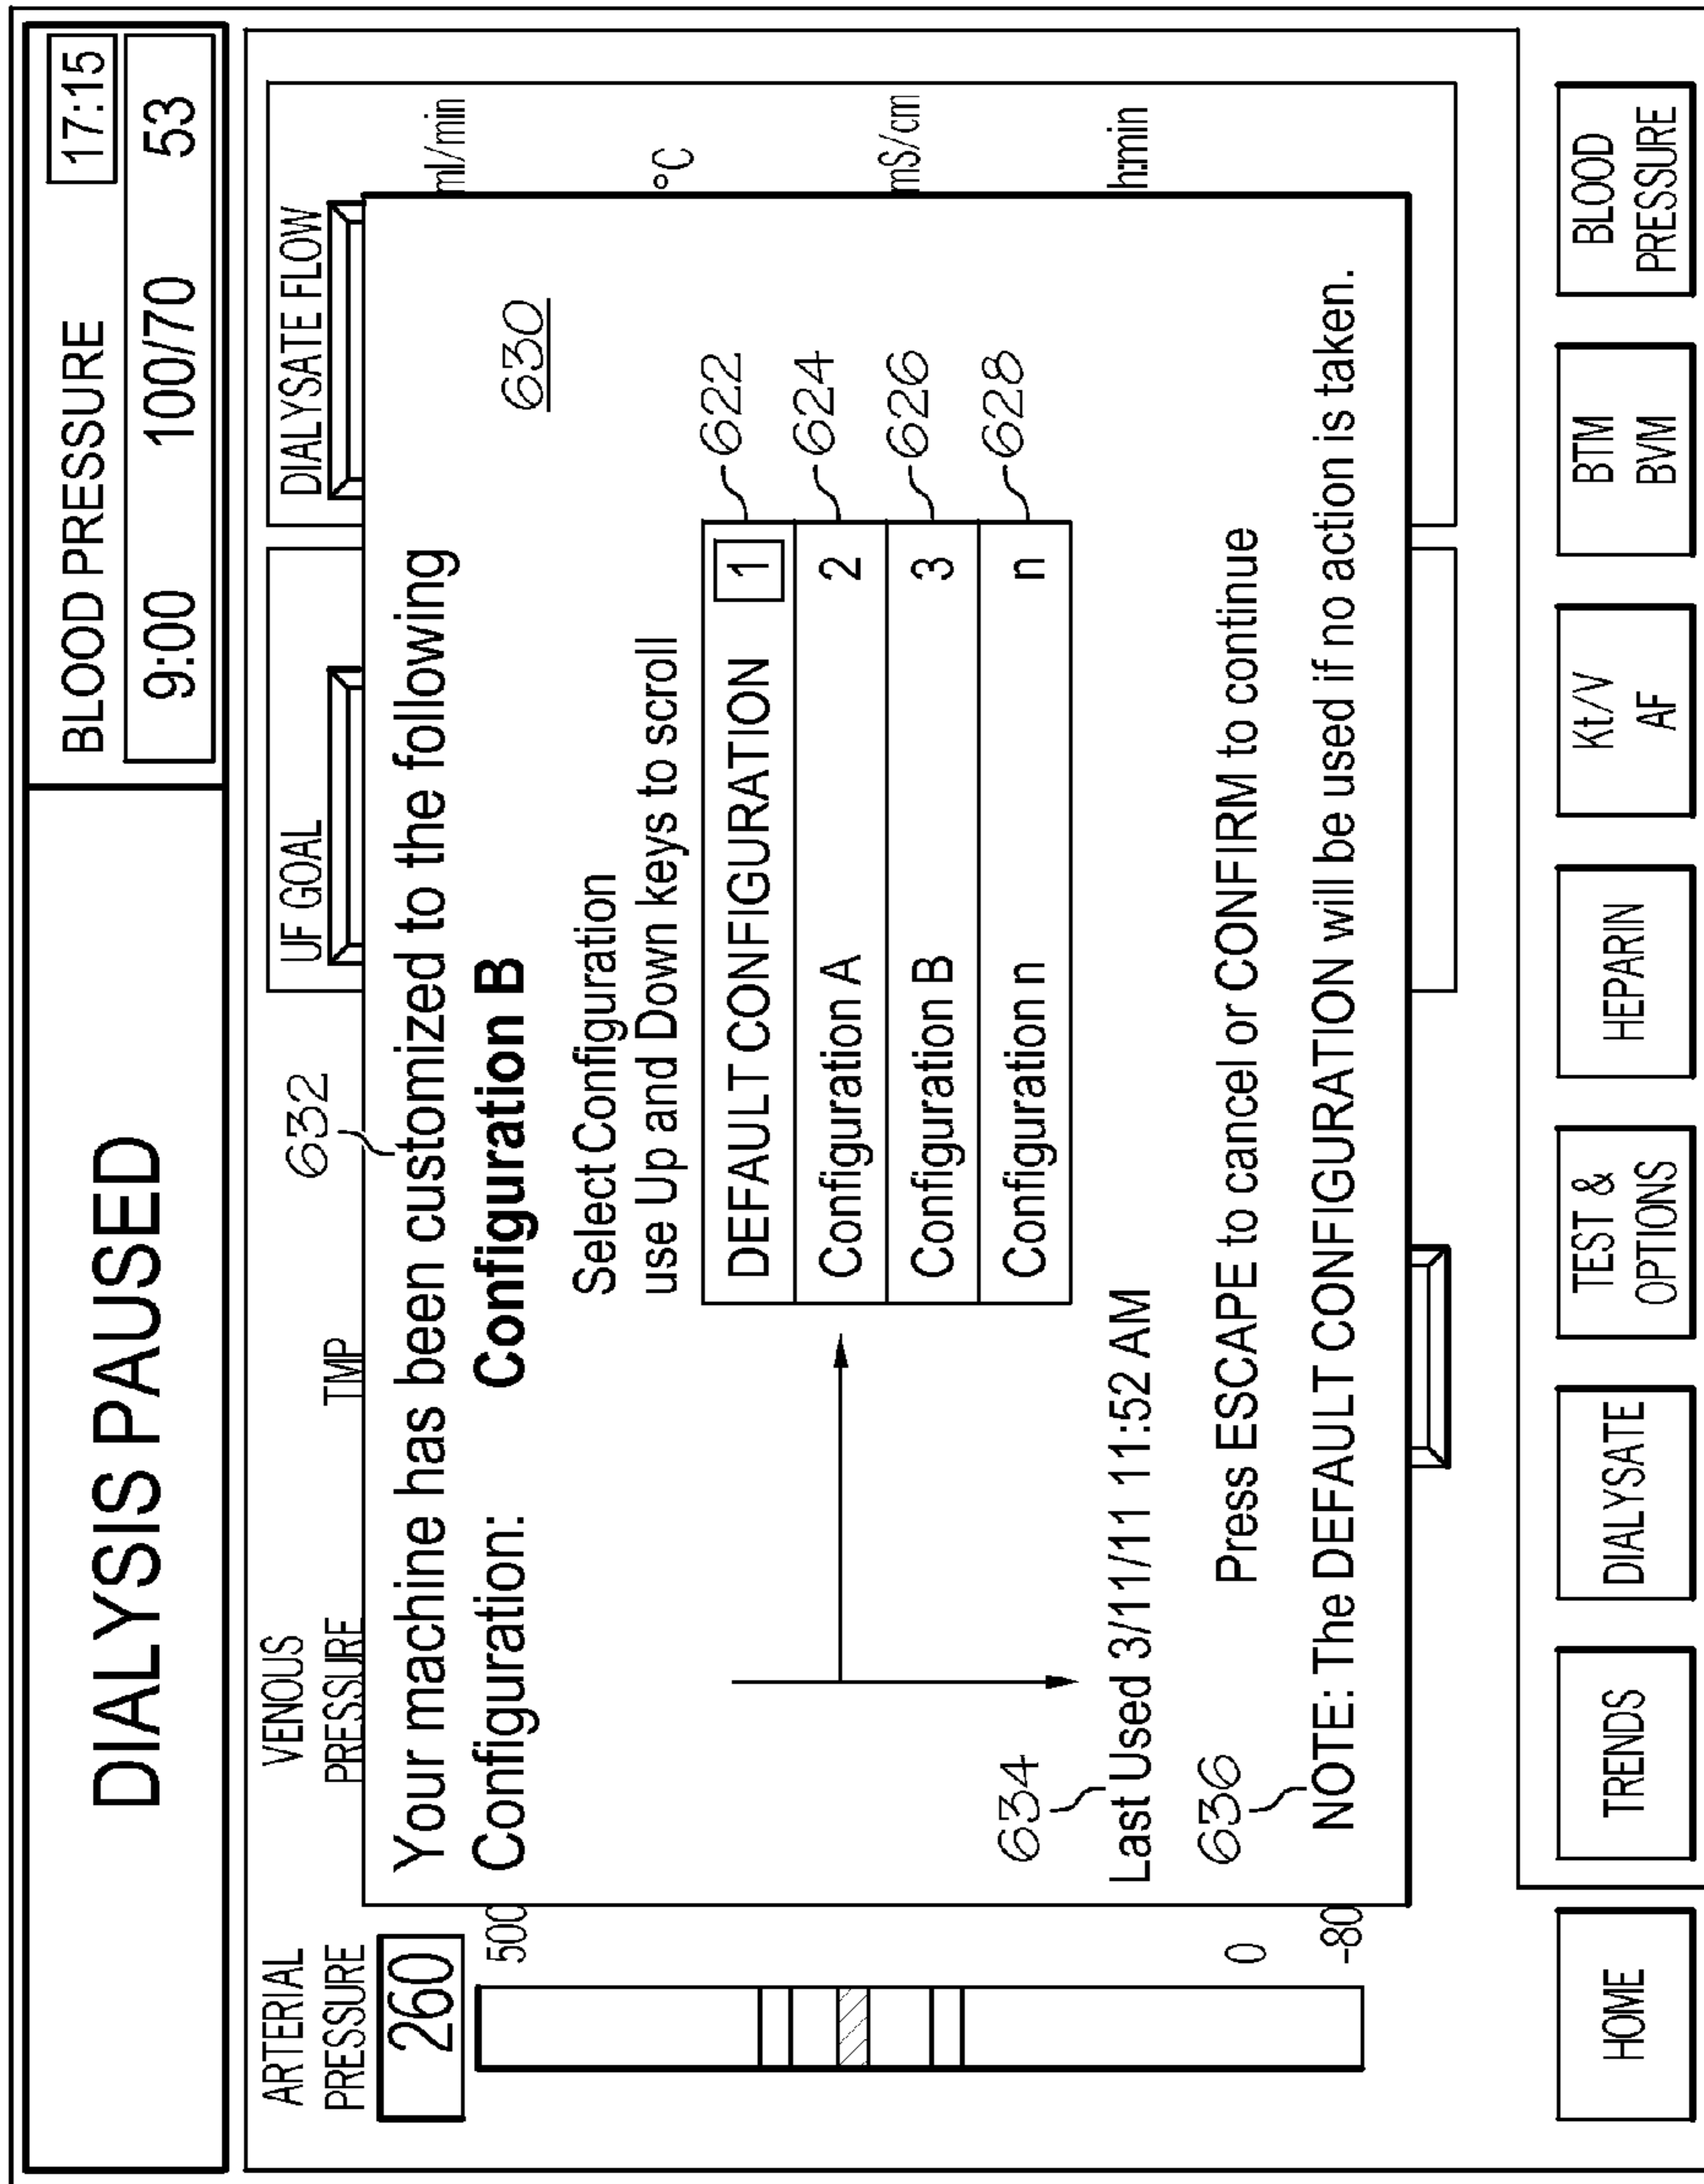 DIALYSIS PAUSED
BLOOD PRESSURE 17:15
9:00 100/70 53
ARTERIAL
PRESSURE
260
500
0
-80
VENOUS
PRESSURE
TMP
632
UF GOAL
DIALYSATE FLOW
ml/min
°C
mS/cm
h:min
Your machine has been customized to the following
Configuration: Configuration B
630
Select Configuration
use Up and Down keys to scroll
DEFAULT CONFIGURATION 1 622
Configuration A 2 624
Configuration B 3 626
Configuration n n 628
634
Last Used 3/11/11 11:52 AM
636
Press ESCAPE to cancel or CONFIRM to continue
NOTE: The DEFAULT CONFIGURATION will be used if no action is taken.
HOME
TRENDS
DIALYSATE
TEST &
OPTIONS
HEPARIN
Kt/V
AF
BTM
BVM
BLOOD
PRESSURE